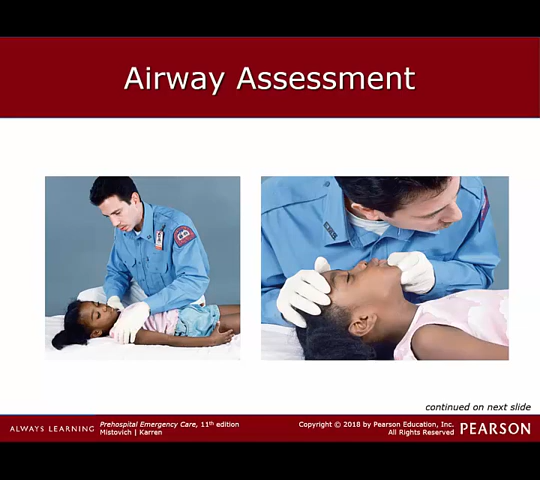 Airway Assessment
continued on next slide
ALWAYS LEARNING
Prehospital Emergency Care, 11th edition
Mistovich | Karren
Copyright © 2018 by Pearson Education, Inc.
All Rights Reserved
PEARSON